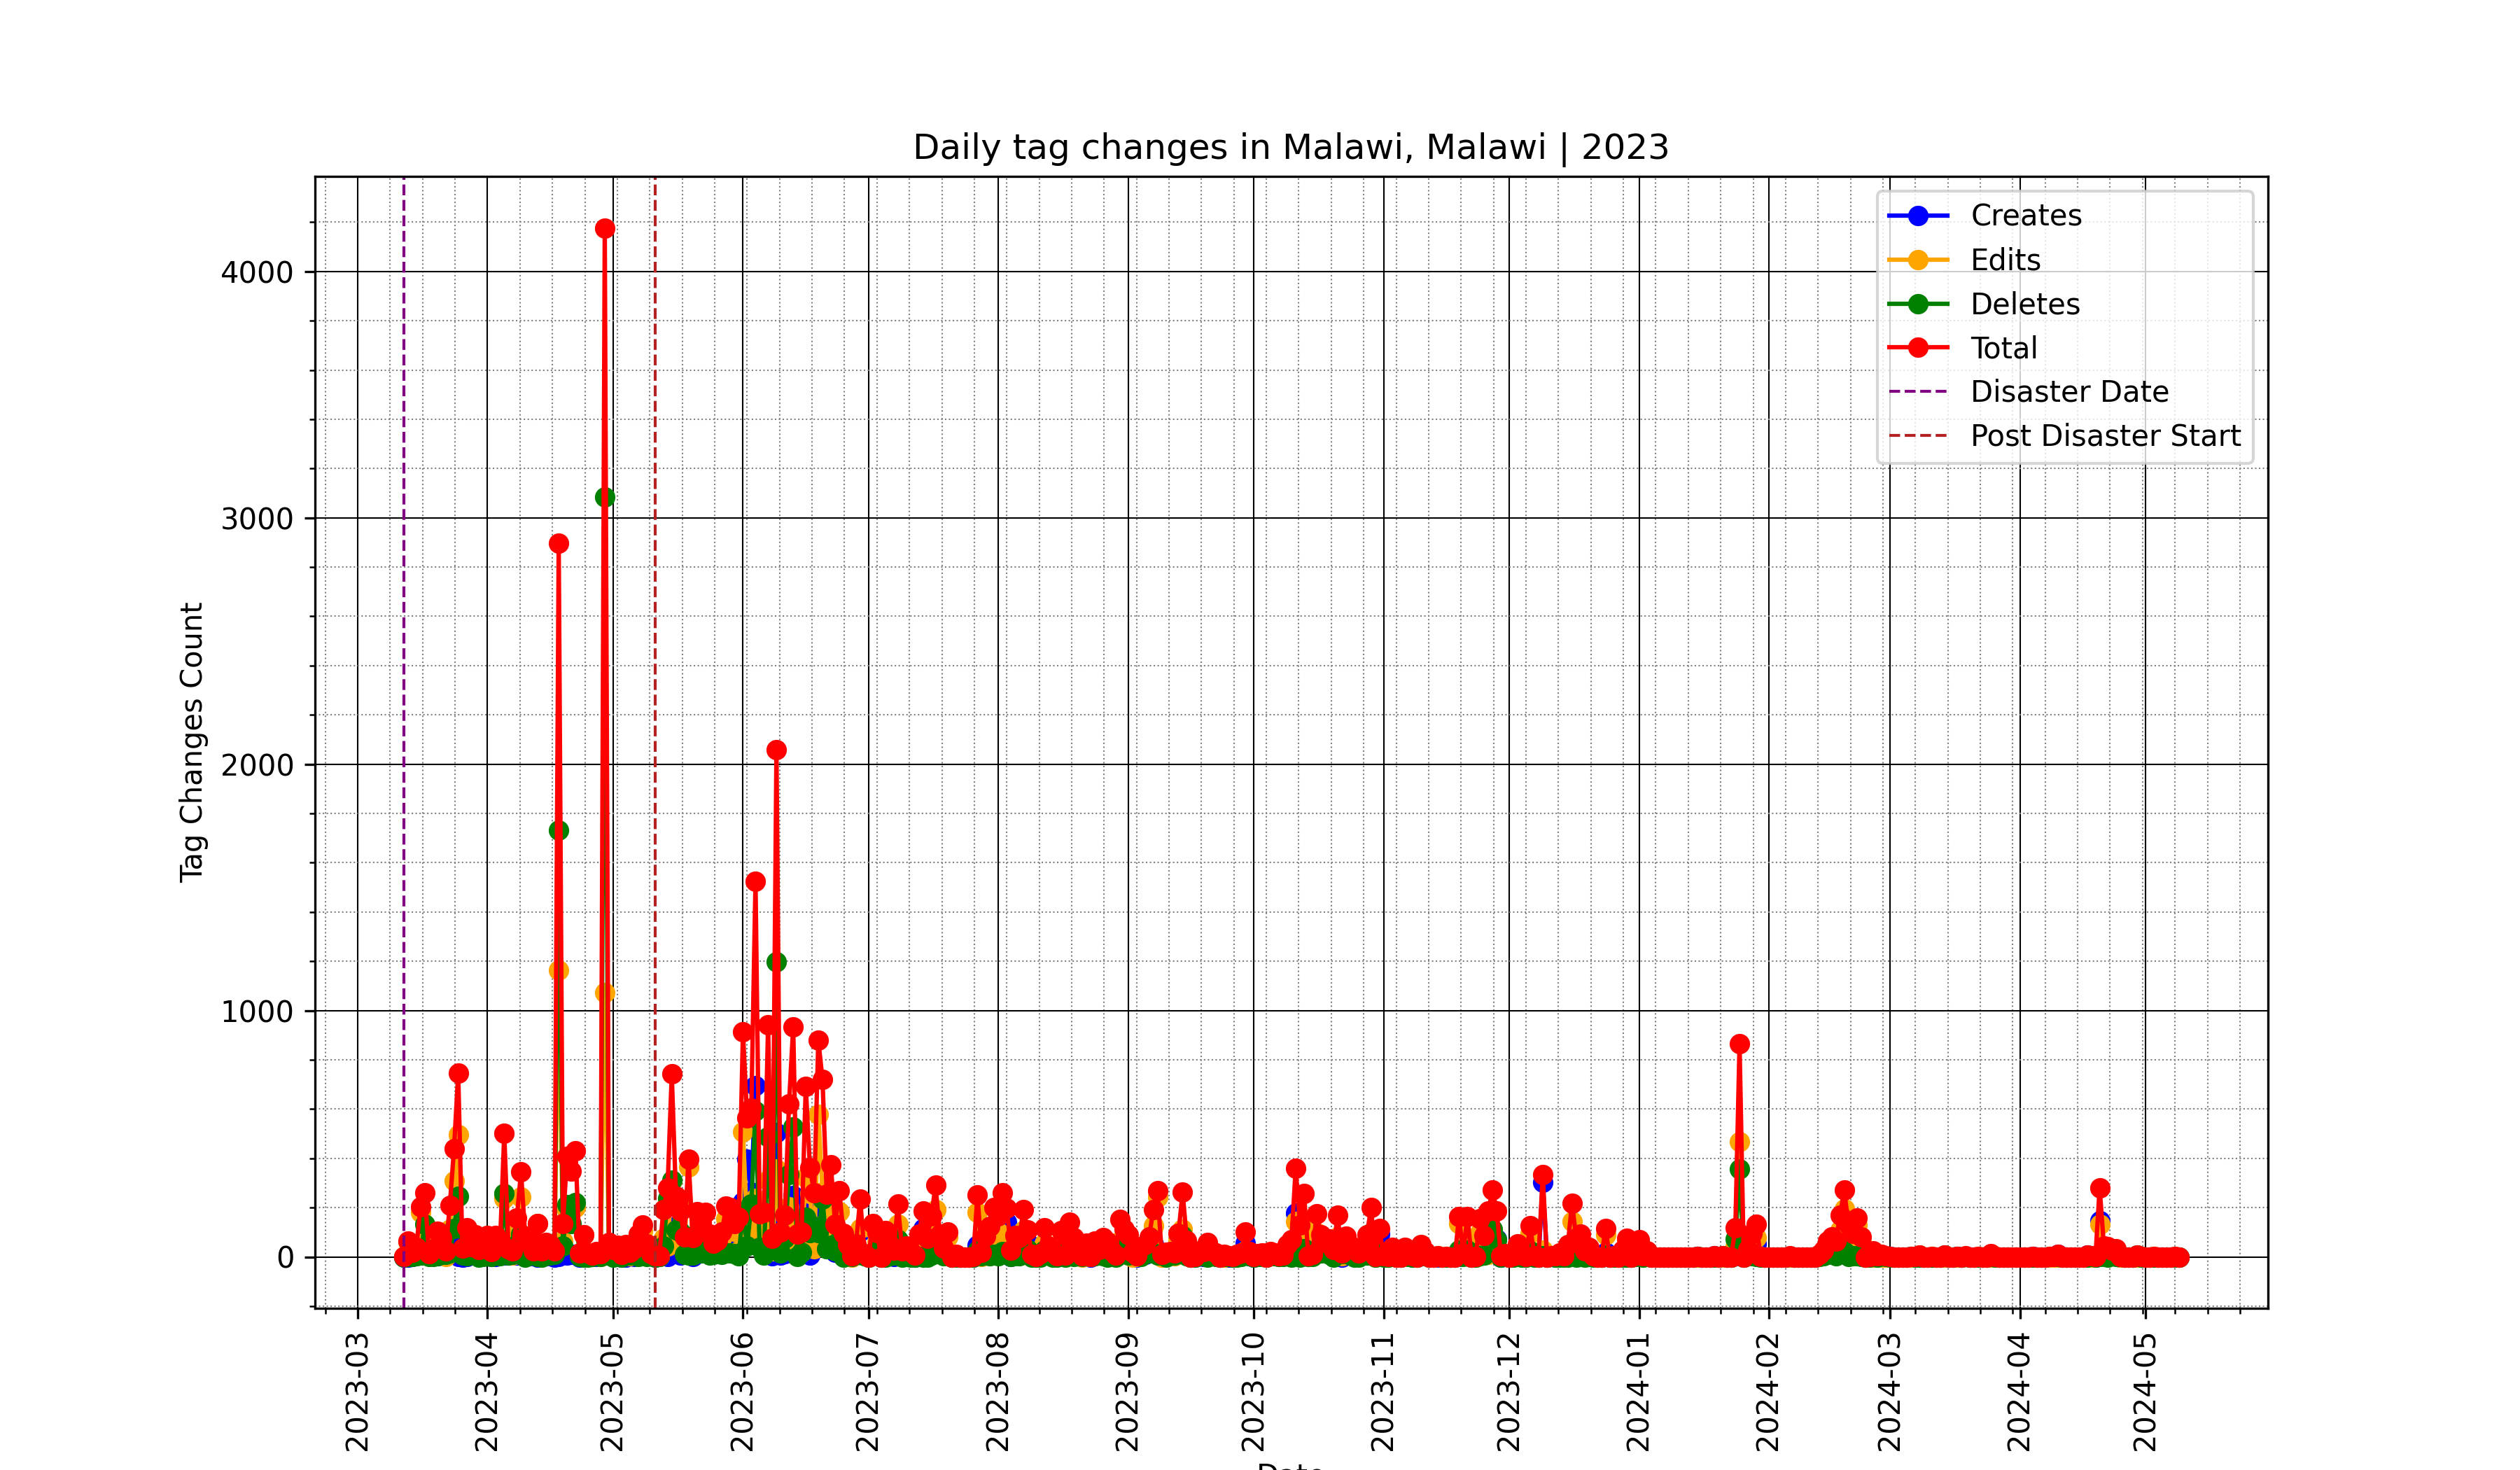 Daily tag changes in Malawi, Malawi | 2023
Creates
Edits
Deletes
Total
Disaster Date
Post Disaster Start
Tag Changes Count
4000
3000
2000
1000
0
2023-03
2023-04
2023-05
2023-06
2023-07
2023-08
2023-09
2023-10
2023-11
2023-12
2024-01
2024-02
2024-03
2024-04
2024-05
Date